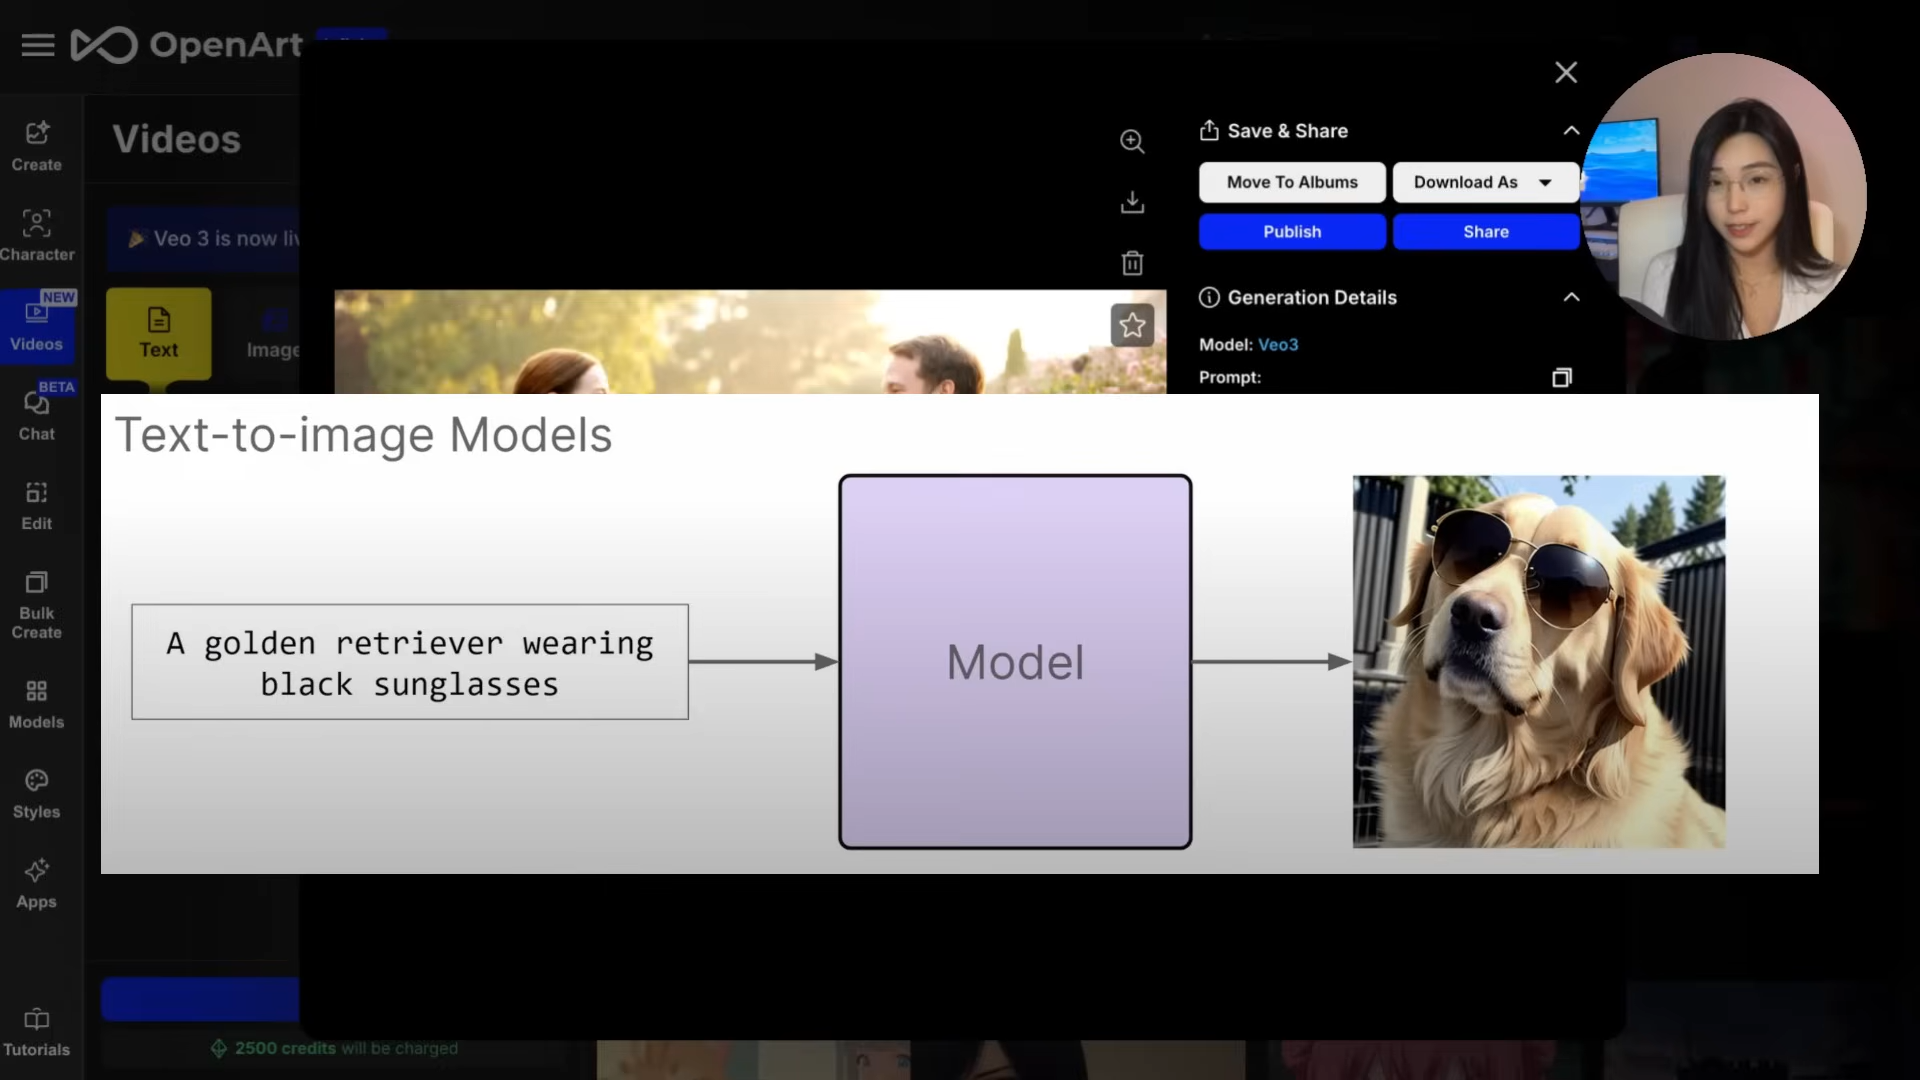 OpenArt
Create
Character
NEW
Videos
BETA
Chat
Edit
Bulk
Create
Models
Styles
Apps
Tutorials
Videos
🎉 Veo 3 is now liv
Text
Image
2500 credits will be charged
Save & Share
Move To Albums
Download As
Publish
Share
Generation Details
Model: Veo3
Prompt:
Text-to-image Models
A golden retriever wearing
black sunglasses
Model